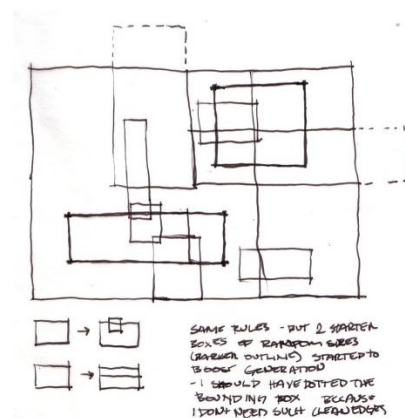 SAME RULES - BUT 2 STARTER
BOXES OF RANDOM SIZES
(DARKER OUTLINE) STARTED TO
BOOST GENERATION
- I SHOULD HAVE DOTTED THE
BOUNDING BOX BECAUSE
I DON'T NEED SUCH CLEAN EDGES